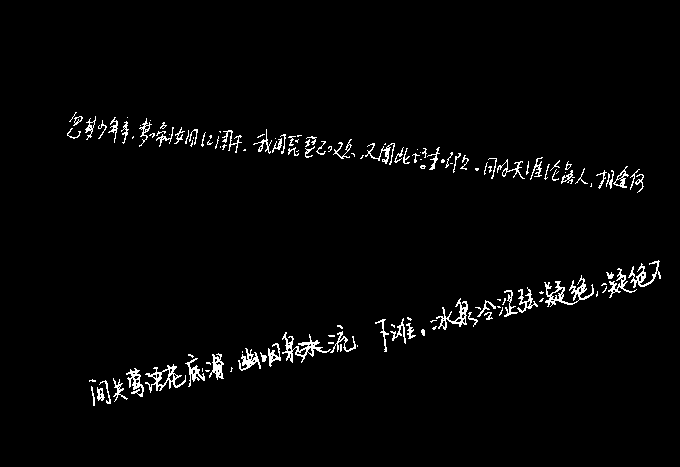 忽梦少年事，梦啼妆泪红阑干。我闻琵琶已叹息，又闻此语重唧唧。同是天涯沦落人，相逢何
间关莺语花底滑，幽咽泉水流 下滩。冰泉冷涩弦凝绝，凝绝不